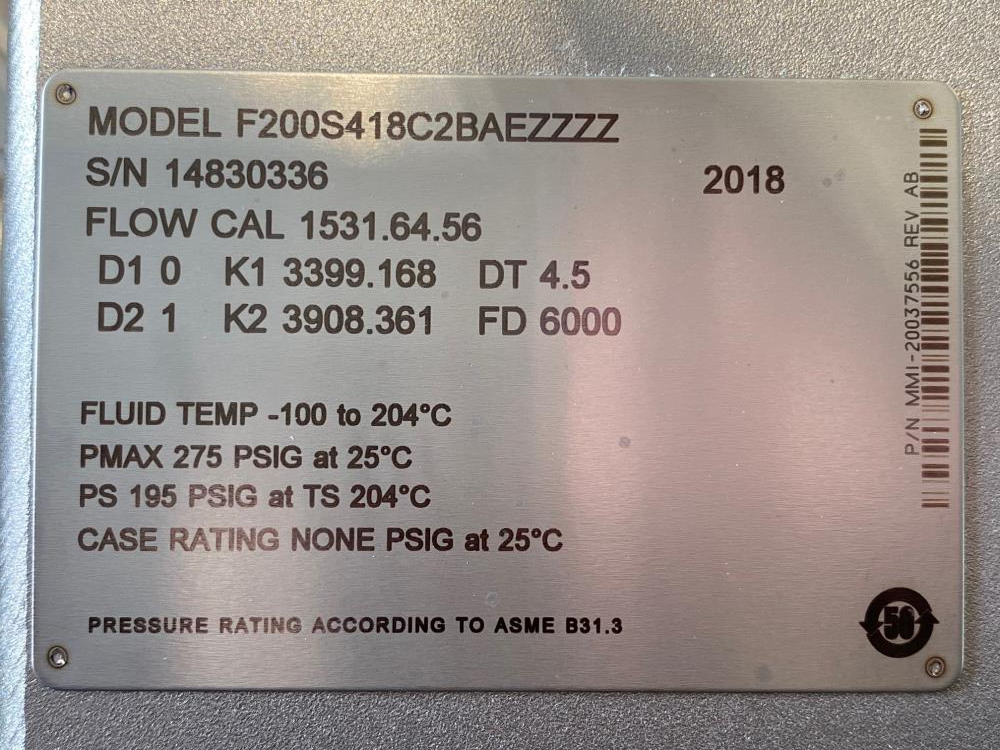 MODEL F200S418C2BAEZZZZ
S/N 14830336 2018
FLOW CAL 1531.64.56
D1 0 K1 3399.168 DT 4.5
D2 1 K2 3908.361 FD 6000
FLUID TEMP -100 to 204°C
PMAX 275 PSIG at 25°C
PS 195 PSIG at TS 204°C
CASE RATING NONE PSIG at 25°C
PRESSURE RATING ACCORDING TO ASME B31.3
P/N MMI-20037556 REV AB
50